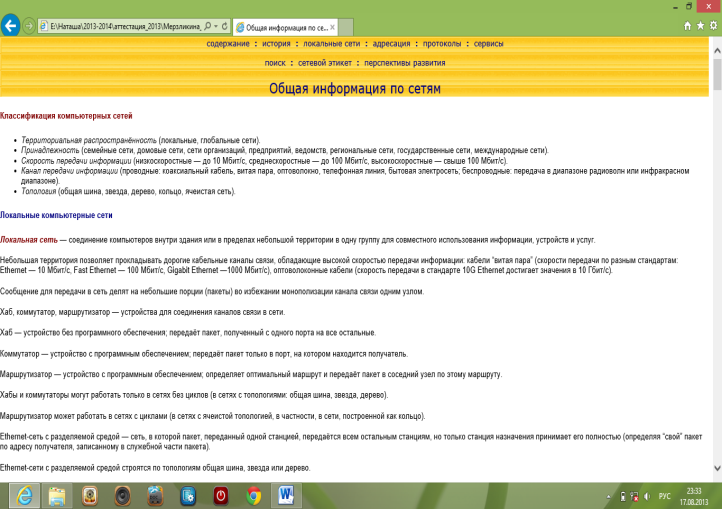 E:\Наташа\2013-2014\аттестация_2013\Мерзликина_
Общая информация по се...
содержание : история : локальные сети : адресация : протоколы : сервисы
поиск : сетевой этикет : перспективы развития
Общая информация по сетям
Классификация компьютерных сетей
• Территориальная распространённость (локальные, глобальные сети).
• Принадлежность (семейные сети, домовые сети, сети организаций, предприятий, ведомств, региональные сети, государственные сети, международные сети).
• Скорость передачи информации (низкоскоростные — до 10 Мбит/с, среднескоростные — до 100 Мбит/с, высокоскоростные — свыше 100 Мбит/с).
• Канал передачи информации (проводные: коаксиальный кабель, витая пара, оптоволокно, телефонная линия, бытовая электросеть; беспроводные: передача в диапазоне радиоволн или инфракрасном
диапазоне).
• Топология (общая шина, звезда, дерево, кольцо, ячеистая сеть).
Локальные компьютерные сети
Локальная сеть — соединение компьютеров внутри здания или в пределах небольшой территории в одну группу для совместного использования информации, устройств и услуг.
Небольшая территория позволяет прокладывать дорогие кабельные каналы связи, обладающие высокой скоростью передачи информации: кабели “витая пара” (скорости передачи по разным стандартам:
Ethernet — 10 Мбит/с, Fast Ethernet — 100 Мбит/с, Gigabit Ethernet —1000 Мбит/с), оптоволоконные кабели (скорость передачи в стандарте 10G Ethernet достигает значения в 10 Гбит/с).
Сообщение для передачи в сеть делят на небольшие порции (пакеты) во избежании монополизации канала связи одним узлом.
Хаб, коммутатор, маршрутизатор — устройства для соединения каналов связи в сети.
Хаб — устройство без программного обеспечения; передаёт пакет, полученный с одного порта на все остальные.
Коммутатор — устройство с программным обеспечением; передаёт пакет только в порт, на котором находится получатель.
Маршрутизатор — устройство с программным обеспечением; определяет оптимальный маршрут и передаёт пакет в соседний узел по этому маршруту.
Хабы и коммутаторы могут работать только в сетях без циклов (в сетях с топологиями: общая шина, звезда, дерево).
Маршрутизатор может работать в сетях с циклами (в сетях с ячеистой топологией, в частности, в сети, построенной как кольцо).
Ethernet-сеть с разделяемой средой — сеть, в которой пакет, переданный одной станцией, передаётся всем остальным станциям, но только станция назначения принимает его полностью (определяя “свой” пакет
по адресу получателя, записанному в служебной части пакета).
Ethernet-сети с разделяемой средой строятся по топологиям общая шина, звезда или дерево.
РУС
23:33
17.08.2013